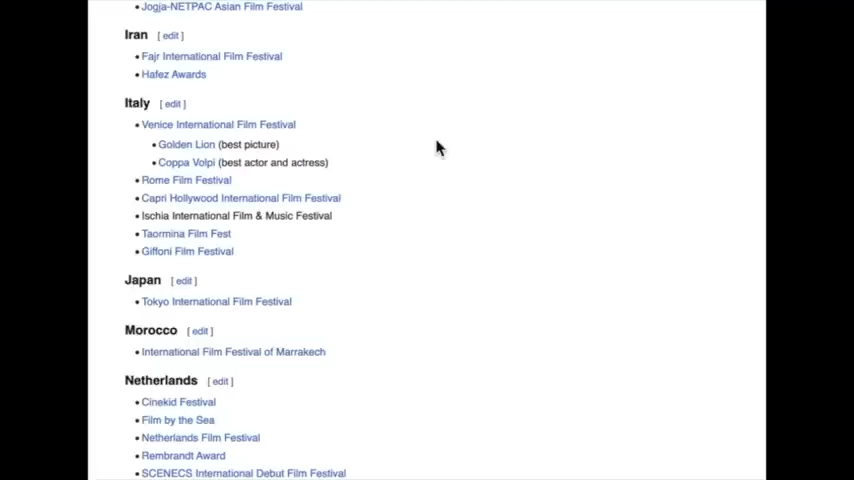 • Jogja-NETPAC Asian Film Festival
Iran [ edit ]
• Fajr International Film Festival
• Hafez Awards
Italy [ edit ]
• Venice International Film Festival
• Golden Lion (best picture)
• Coppa Volpi (best actor and actress)
• Rome Film Festival
• Capri Hollywood International Film Festival
• Ischia International Film & Music Festival
• Taormina Film Fest
• Giffoni Film Festival
Japan [ edit ]
• Tokyo International Film Festival
Morocco [ edit ]
• International Film Festival of Marrakech
Netherlands [ edit ]
• Cinekid Festival
• Film by the Sea
• Netherlands Film Festival
• Rembrandt Award
• SCENECS International Debut Film Festival